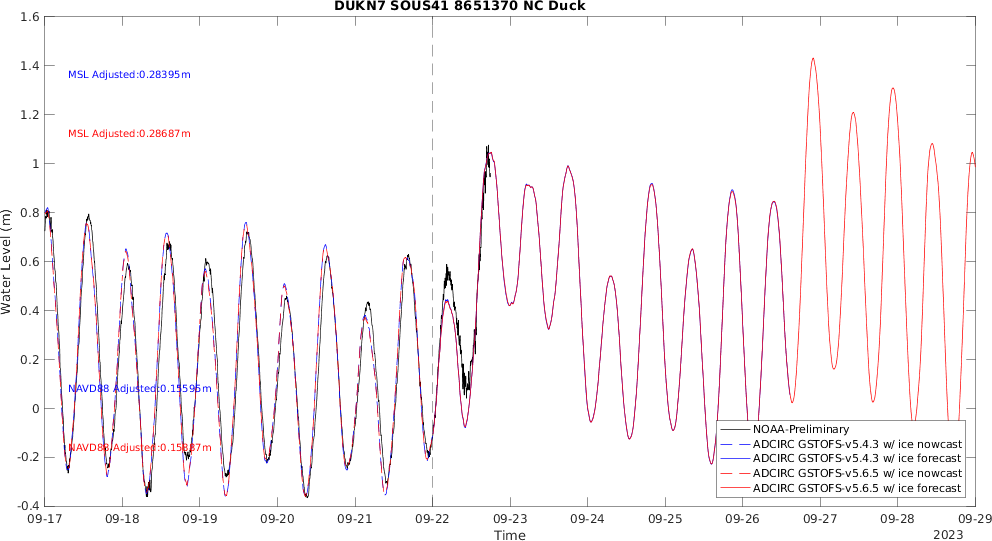 DUKN7 SOUS41 8651370 NC Duck
1.6
1.4
1.2
1
0.8
0.6
0.4
0.2
0
-0.2
-0.4
Water Level (m)
MSL Adjusted:0.28395m
MSL Adjusted:0.28687m
NAVD88 Adjusted:0.15595m
NAVD88 Adjusted:0.15887m
NOAA-Preliminary
ADCIRC GSTOFS-v5.4.3 w/ ice nowcast
ADCIRC GSTOFS-v5.4.3 w/ ice forecast
ADCIRC GSTOFS-v5.6.5 w/ ice nowcast
ADCIRC GSTOFS-v5.6.5 w/ ice forecast
09-17 09-18 09-19 09-20 09-21 09-22 09-23 09-24 09-25 09-26 09-27 09-28 09-29
Time
2023